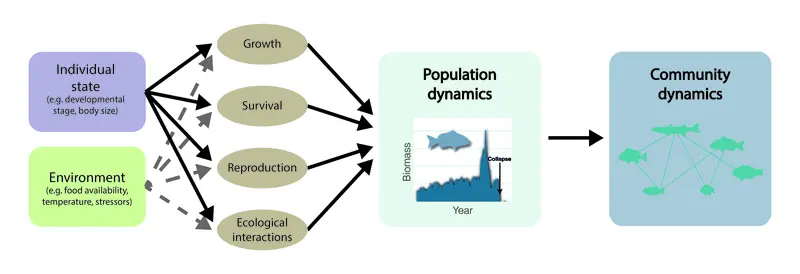 Individual
state
(e.g. developmental
stage, body size)
Environment
(e.g. food availability,
temperature, stressors)
Growth
Survival
Reproduction
Ecological
interactions
Population
dynamics
Biomass
Collapse
Year
Community
dynamics